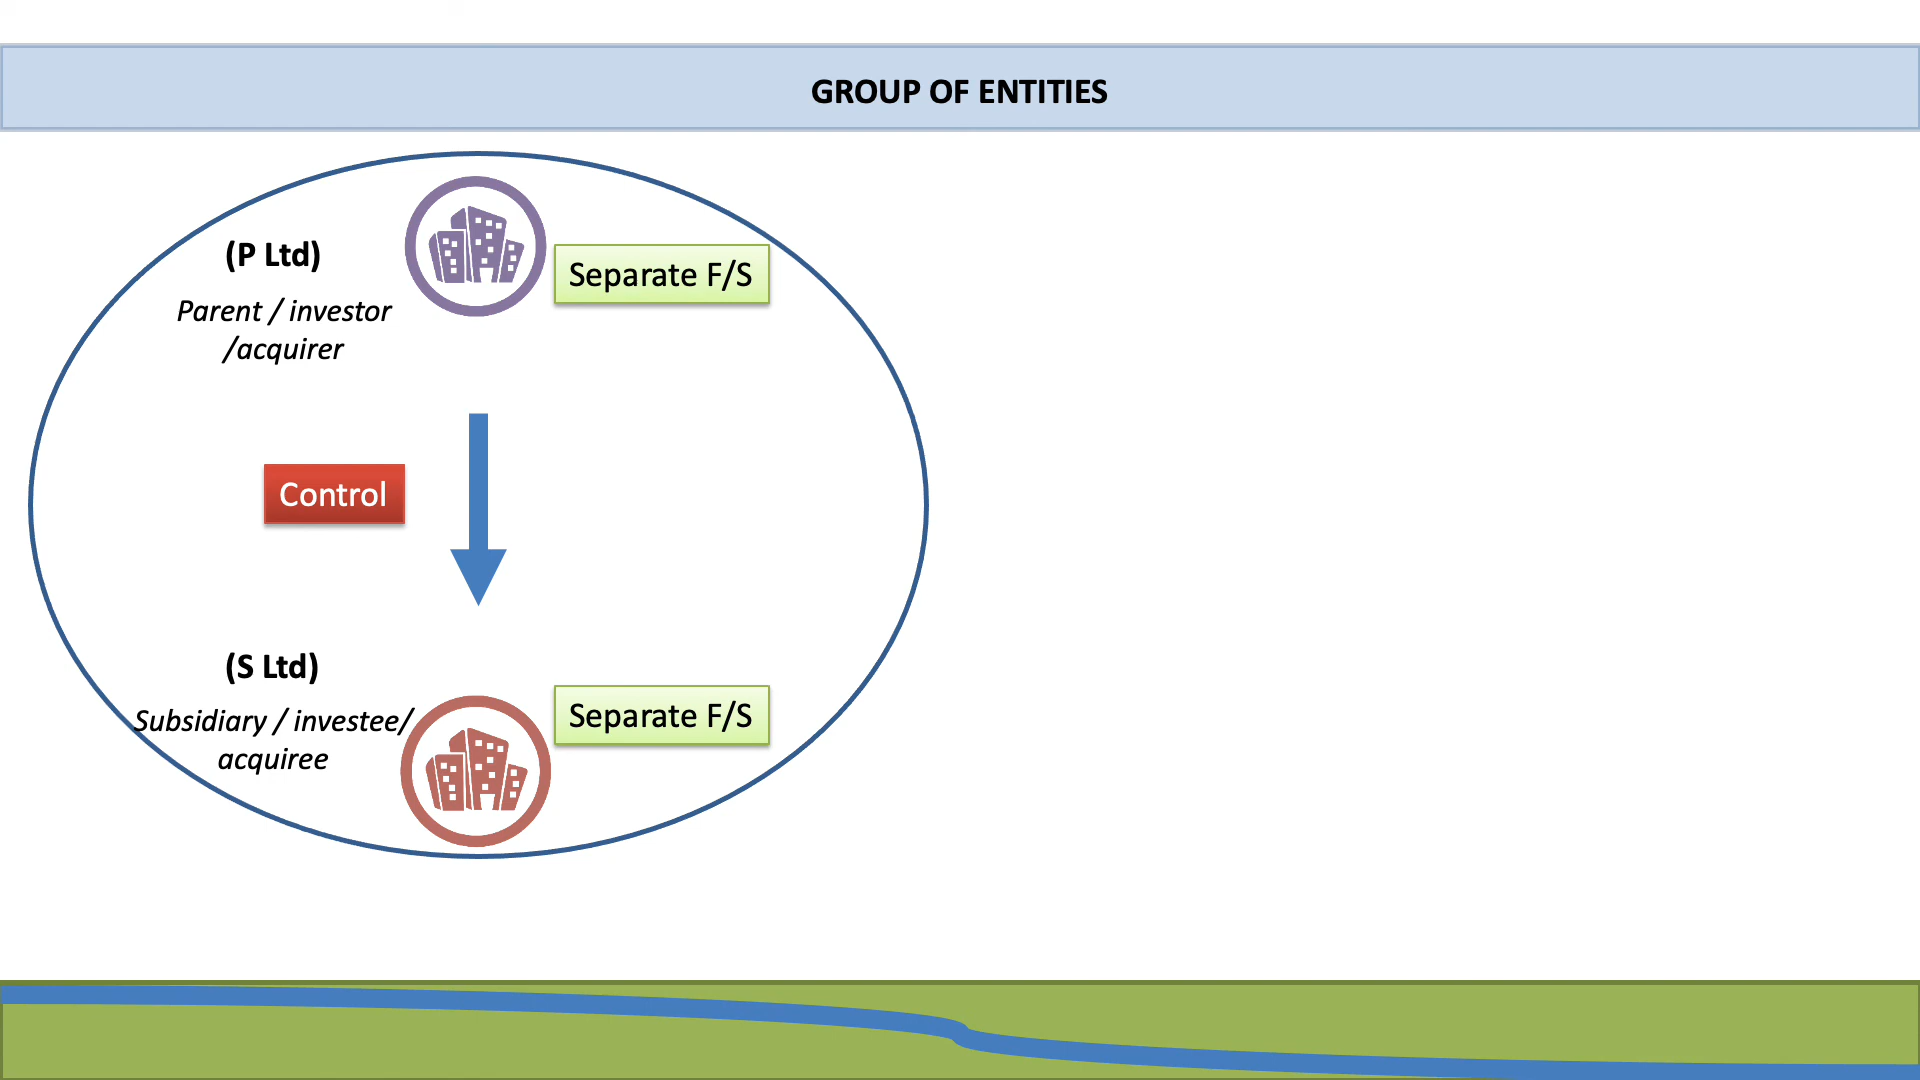 GROUP OF ENTITIES
(P Ltd)
Separate F/S
Parent / investor
/acquirer
Control
(S Ltd)
Separate F/S
Subsidiary / investee/
acquiree